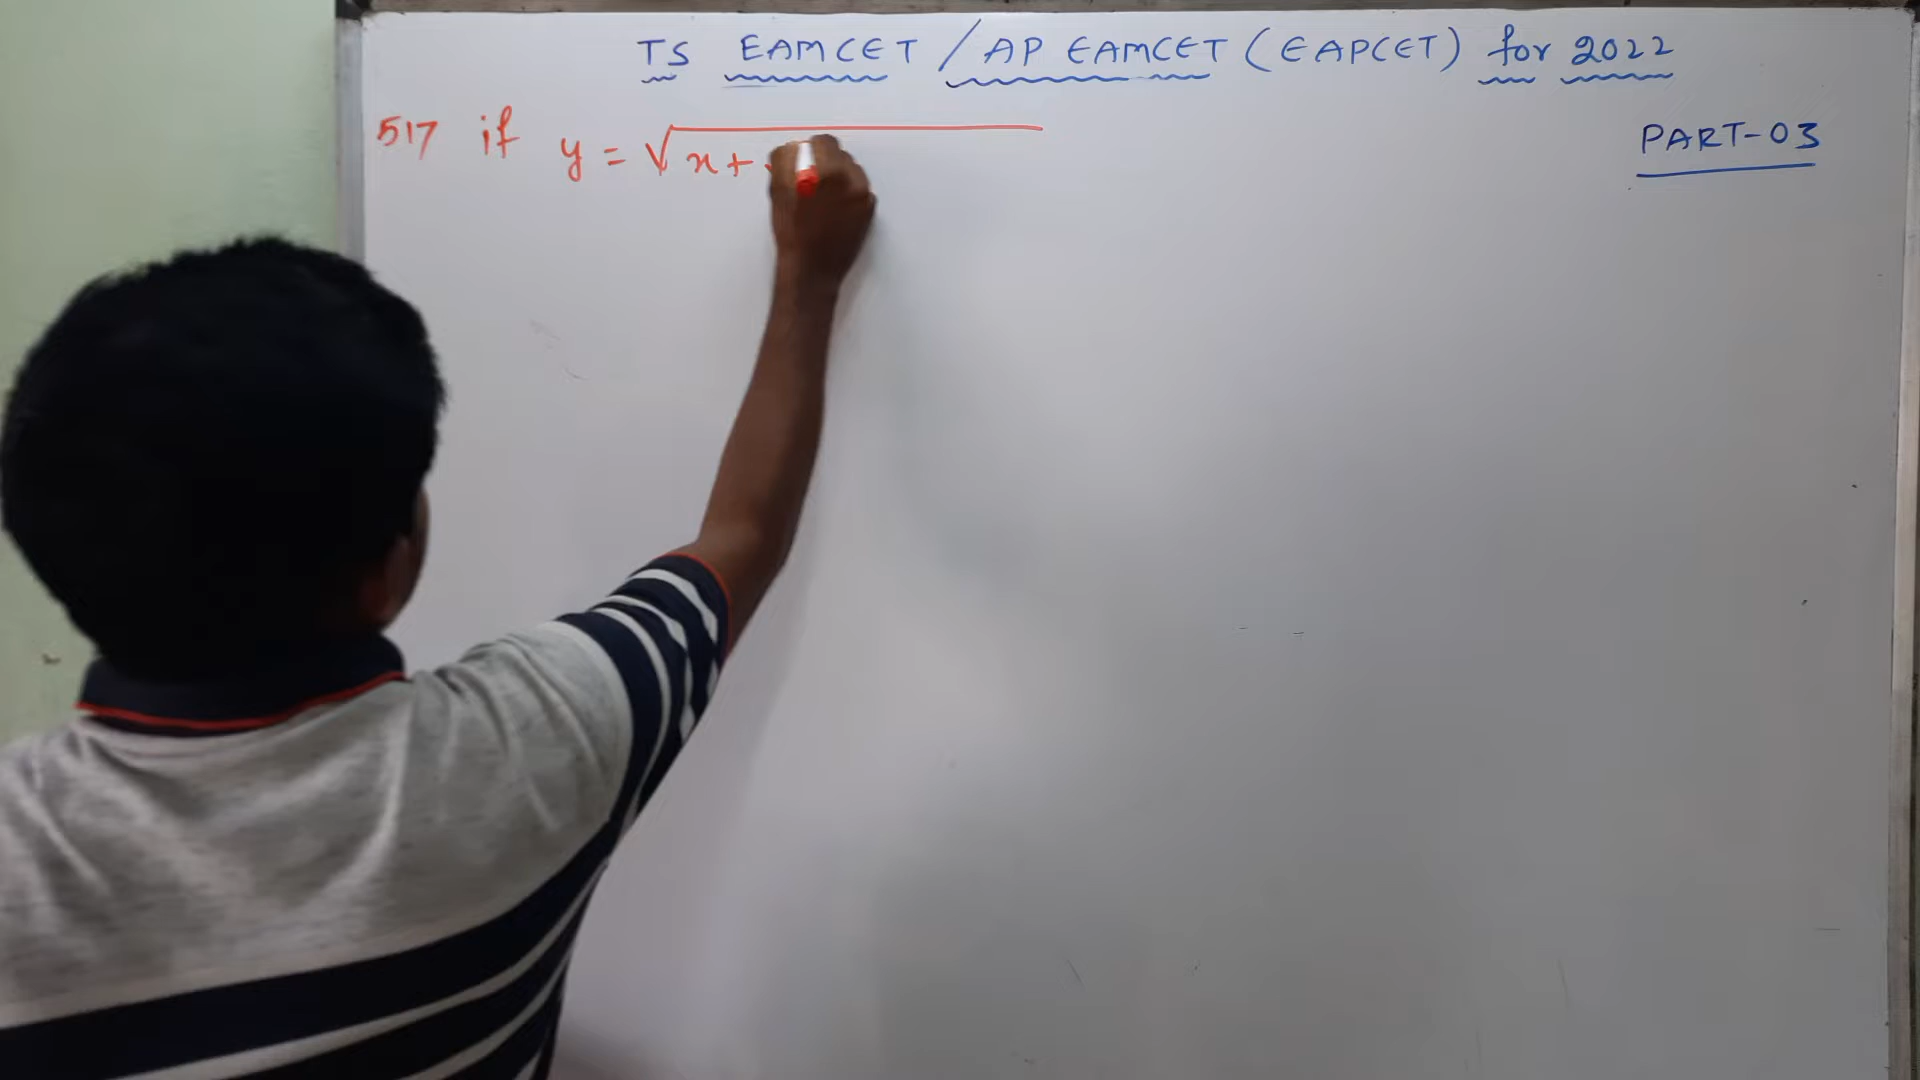 TS EAMCET / AP EAMCET (EAPCET) for 2022
PART-03
517 if y = √x+